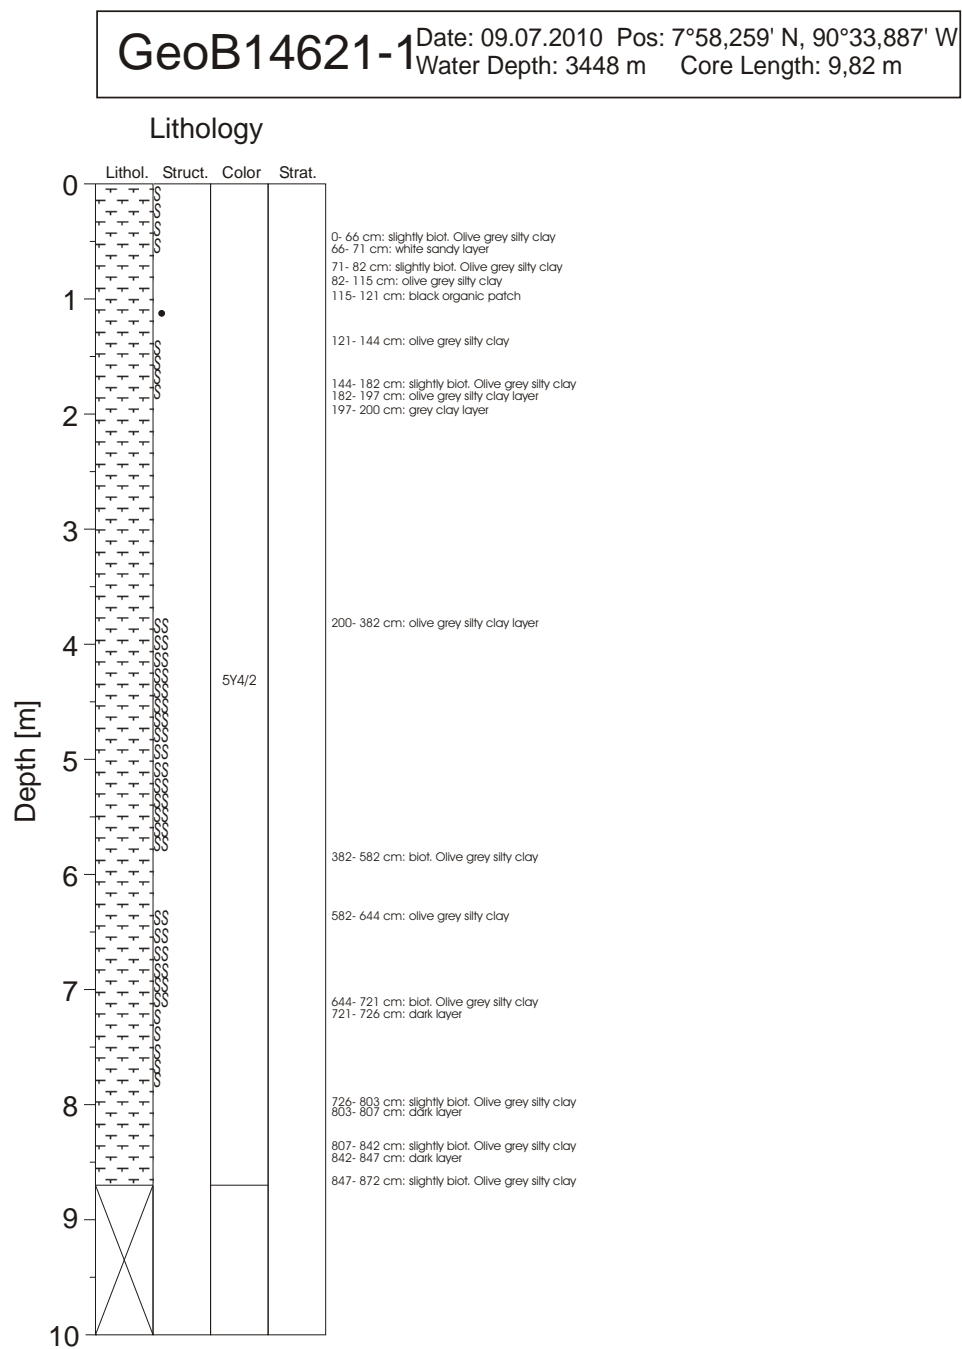 GeoB14621-1
Date: 09.07.2010 Pos: 7°58,259' N, 90°33,887' W
Water Depth: 3448 m Core Length: 9,82 m
Lithology
Lithol. Struct. Color Strat.
0
0- 66 cm: slightly biot. Olive grey silty clay
66- 71 cm: white sandy layer
71- 82 cm: slightly biot. Olive grey silty clay
82- 115 cm: olive grey silty clay
115- 121 cm: black organic patch
1
121- 144 cm: olive grey silty clay
144- 182 cm: slightly biot. Olive grey silty clay
182- 197 cm: olive grey silty clay layer
197- 200 cm: grey clay layer
2
3
200- 382 cm: olive grey silty clay layer
4
5Y4/2
Depth [m]
5
382- 582 cm: biot. Olive grey silty clay
6
582- 644 cm: olive grey silty clay
7
644- 721 cm: biot. Olive grey silty clay
721- 726 cm: dark layer
726- 803 cm: slightly biot. Olive grey silty clay
8
803- 807 cm: dark layer
807- 842 cm: slightly biot. Olive grey silty clay
842- 847 cm: dark layer
847- 872 cm: slightly biot. Olive grey silty clay
9
10